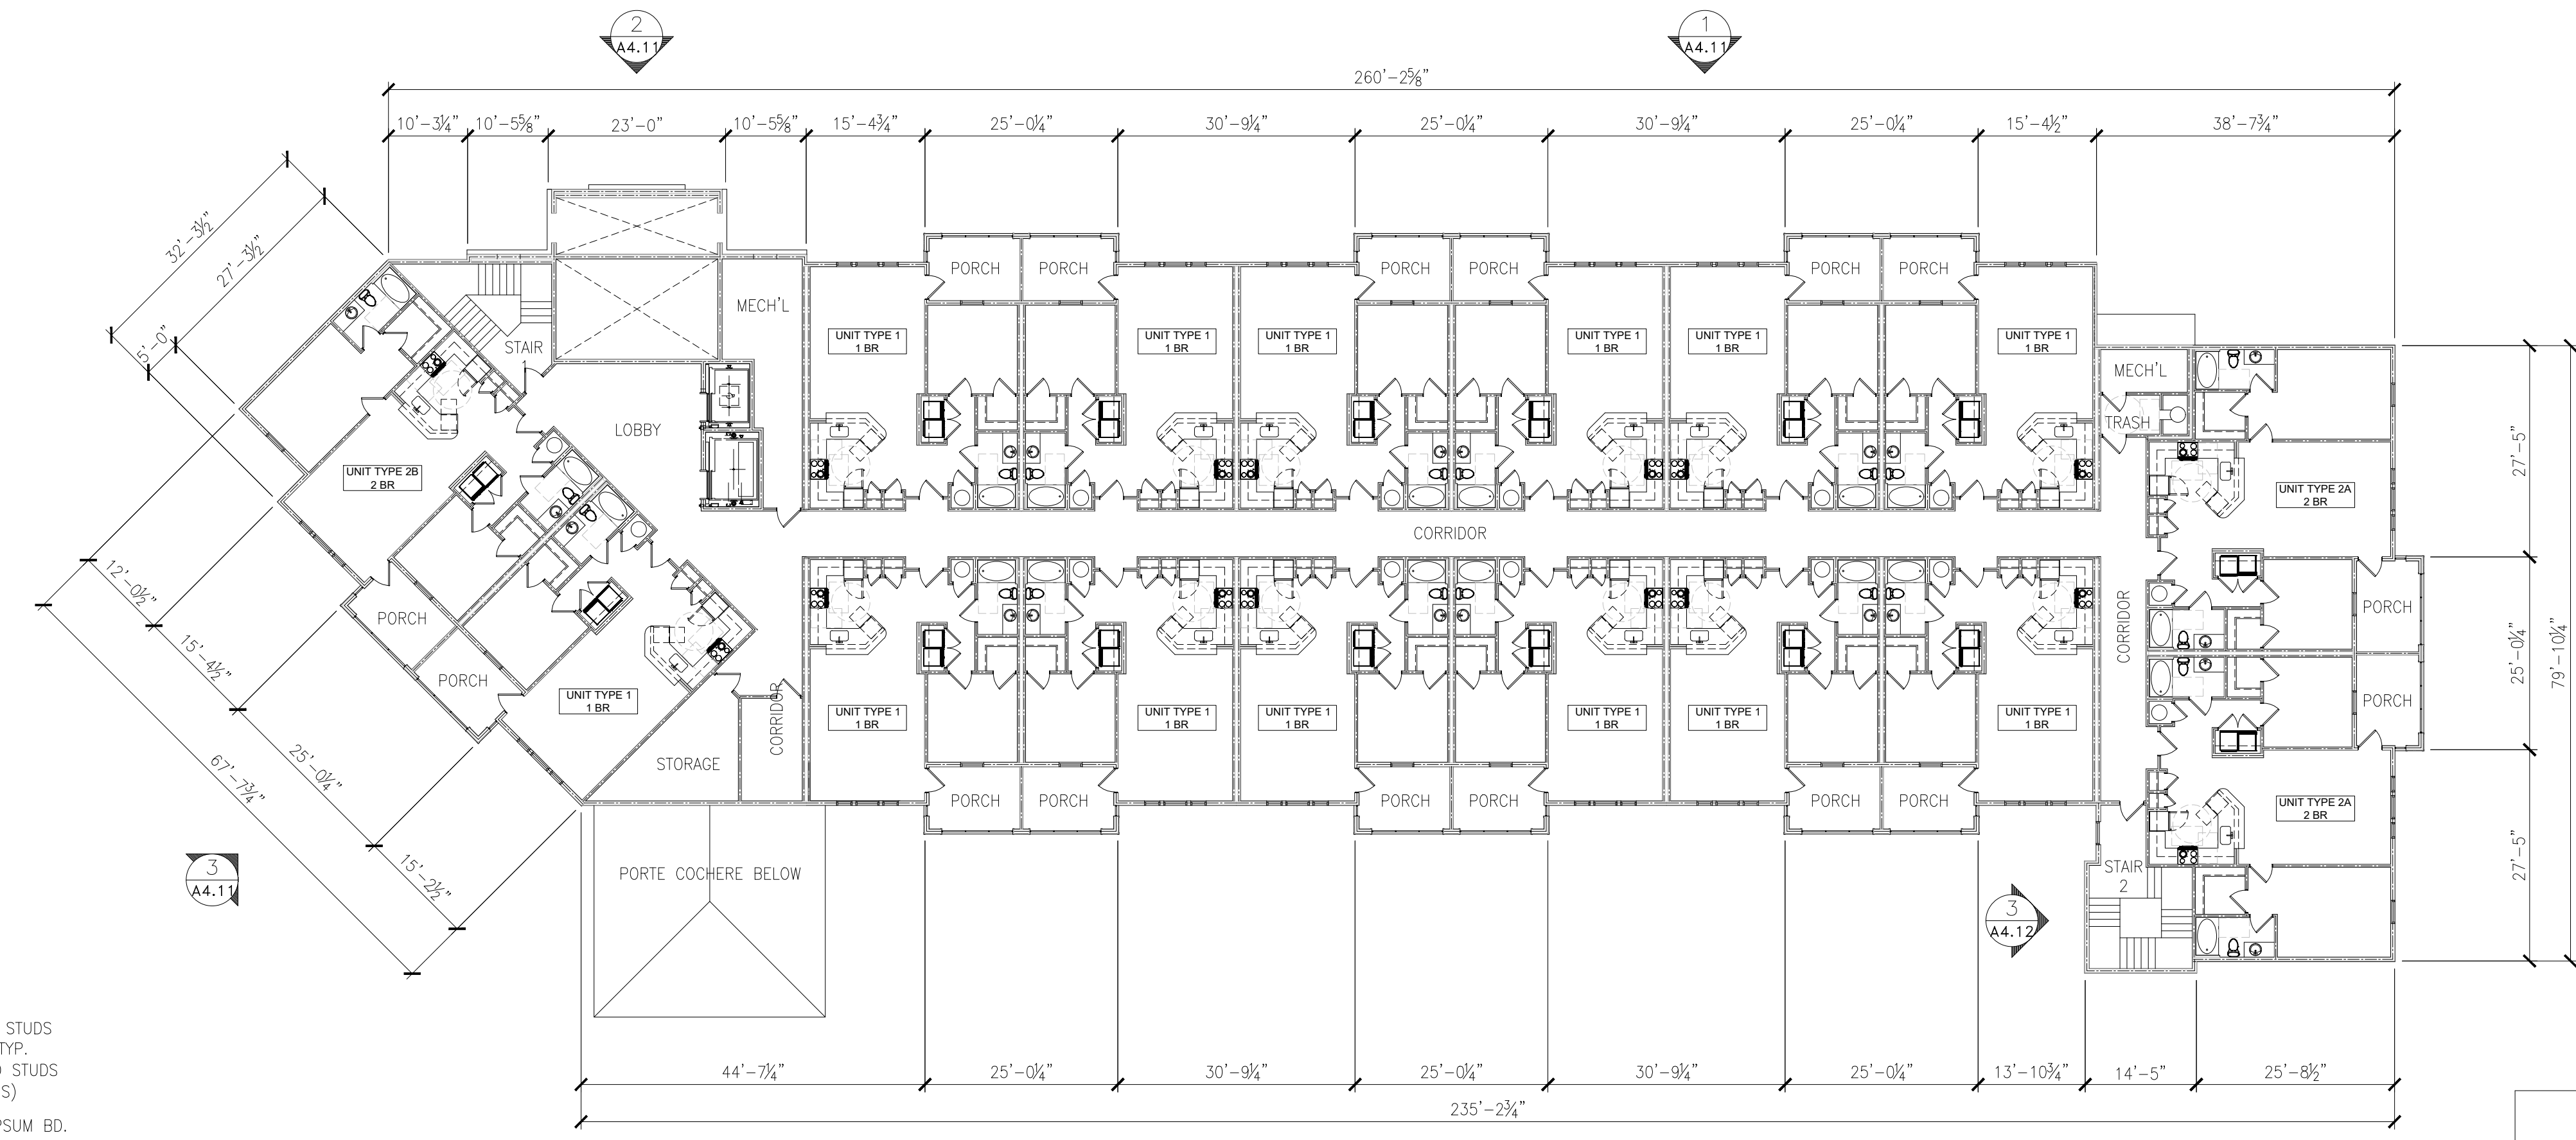 2
A4.11
1
A4.11
260'-2⅝"
10'-3¼" 10'-5⅝" 23'-0" 10'-5⅝" 15'-4¾" 25'-0¼" 30'-9¼" 25'-0¼" 30'-9¼" 25'-0¼" 15'-4½" 38'-7¾"
32'-3½"
27'-3½"
5'-0"
PORCH PORCH PORCH PORCH PORCH PORCH
MECH'L
STAIR
1
UNIT TYPE 1
1 BR
UNIT TYPE 1
1 BR
UNIT TYPE 1
1 BR
UNIT TYPE 1
1 BR
UNIT TYPE 1
1 BR
UNIT TYPE 1
1 BR
MECH'L
TRASH
LOBBY
UNIT TYPE 2B
2 BR
UNIT TYPE 2A
2 BR
27'-5"
CORRIDOR
CORRIDOR
12'-0½"
15'-4½"
25'-0¼"
15'-2½"
67'-7¾"
PORCH
PORCH
PORCH
PORCH
25'-0¼"
79'-10¼"
UNIT TYPE 1
1 BR
STORAGE
CORRIDOR
UNIT TYPE 1
1 BR
UNIT TYPE 1
1 BR
UNIT TYPE 1
1 BR
UNIT TYPE 1
1 BR
UNIT TYPE 1
1 BR
UNIT TYPE 1
1 BR
PORCH PORCH PORCH PORCH PORCH PORCH
UNIT TYPE 2A
2 BR
27'-5"
3
A4.11
PORTE COCHERE BELOW
STAIR
2
3
A4.12
STUDS
TYP.
STUDS
S)
PSUM BD.
44'-7¼" 25'-0¼" 30'-9¼" 25'-0¼" 30'-9¼" 25'-0¼" 13'-10¾" 14'-5" 25'-8½"
235'-2¾"